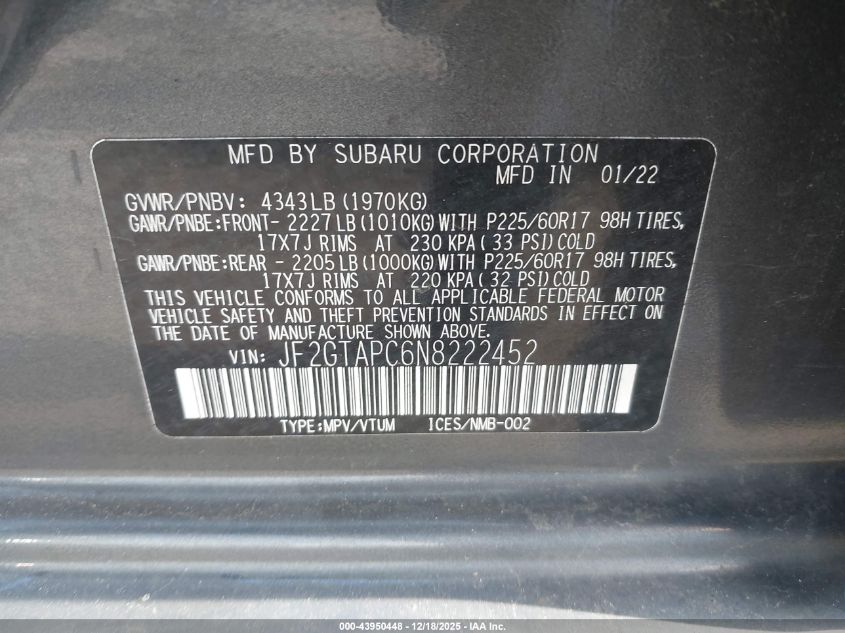 MFD BY SUBARU CORPORATION
MFD IN 01/22
GVWR/PNBV: 4343LB (1970KG)
GAWR/PNBE:FRONT- 2227LB (1010KG) WITH P225/60R17 98H TIRES,
17X7J RIMS AT 230 KPA ( 33 PSI) COLD
GAWR/PNBE:REAR - 2205LB (1000KG) WITH P225/60R17 98H TIRES,
17X7J RIMS AT 220 KPA ( 32 PSI) COLD
THIS VEHICLE CONFORMS TO ALL APPLICABLE FEDERAL MOTOR
VEHICLE SAFETY AND THEFT PREVENTION STANDARDS IN EFFECT ON
THE DATE OF MANUFACTURE SHOWN ABOVE.
VIN: JF2GTAPC6N8222452
TYPE:MPV/VTUM ICES/NMB-002
000-43950448 - 12/18/2025 - IAA Inc.